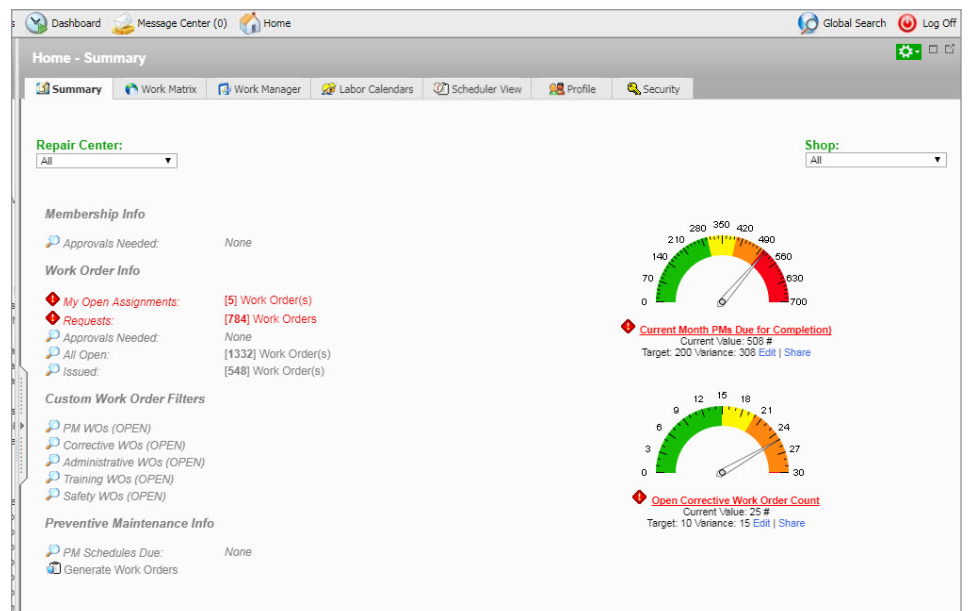 Dashboard Message Center (0) Home Global Search Log Off
Home - Summary
Summary Work Matrix Work Manager Labor Calendars Scheduler View Profile Security
Repair Center:
All
Shop:
All
Membership Info
Approvals Needed: None
Work Order Info
My Open Assignments: [5] Work Order(s)
Requests: [784] Work Orders
Approvals Needed: None
All Open: [1332] Work Order(s)
Issued: [548] Work Order(s)
Custom Work Order Filters
PM WOs (OPEN)
Corrective WOs (OPEN)
Administrative WOs (OPEN)
Training WOs (OPEN)
Safety WOs (OPEN)
Preventive Maintenance Info
PM Schedules Due: None
Generate Work Orders
0 70 140 210 280 350 420 490 560 630 700
Current Month PMs Due for Completion)
Current Value: 508 #
Target: 200 Variance: 308 Edit | Share
0 3 6 9 12 15 18 21 24 27 30
Open Corrective Work Order Count
Current Value: 25 #
Target: 10 Variance: 15 Edit | Share